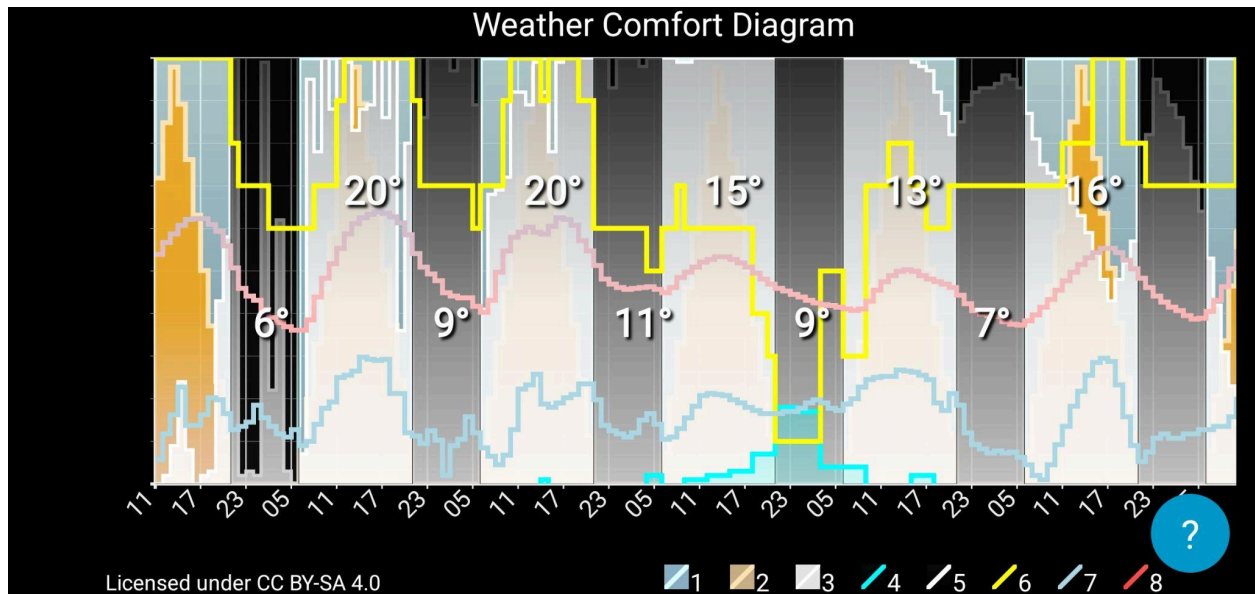 Weather Comfort Diagram
20° 20° 15° 13° 16°
6° 9° 11° 9° 7°
11 17 23 05 11 17 23 05 11 17 23 05 11 17 23 05 11 17 23 05 11 17 23
?
Licensed under CC BY-SA 4.0
1 2 3 4 5 6 7 8